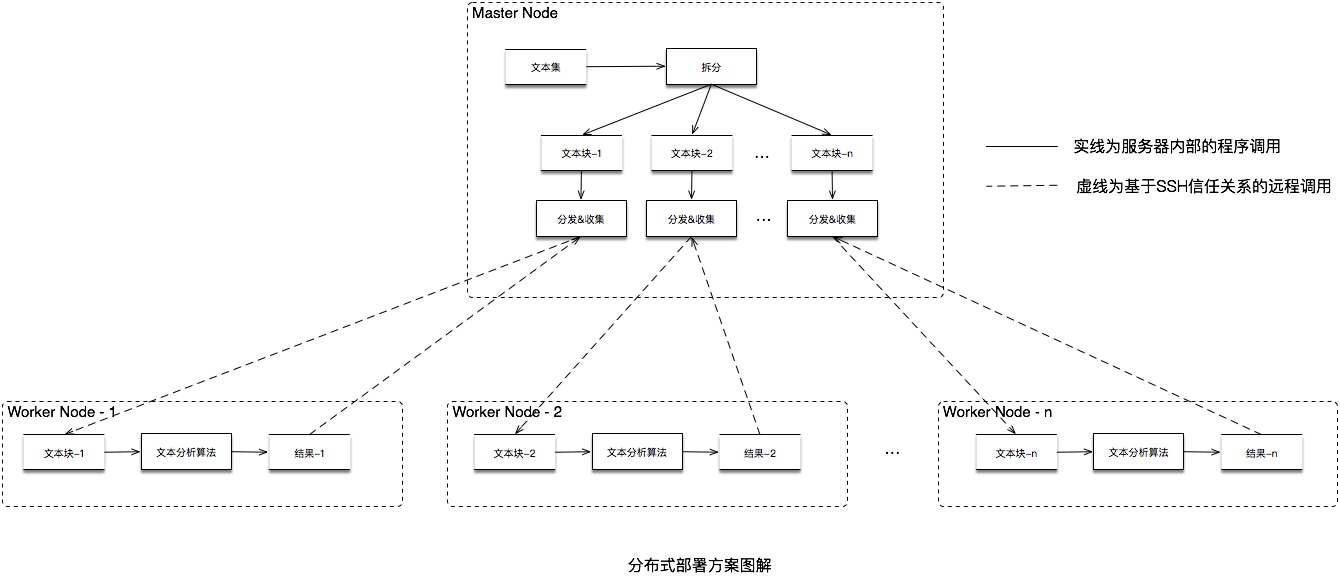 Master Node
文本集
拆分
文本块-1
文本块-2
...
文本块-n
分发&收集
分发&收集
...
分发&收集
实线为服务器内部的程序调用
虚线为基于SSH信任关系的远程调用
Worker Node - 1
文本块-1
文本分析算法
结果-1
Worker Node - 2
文本块-2
文本分析算法
结果-2
...
Worker Node - n
文本块-n
文本分析算法
结果-n
分布式部署方案图解